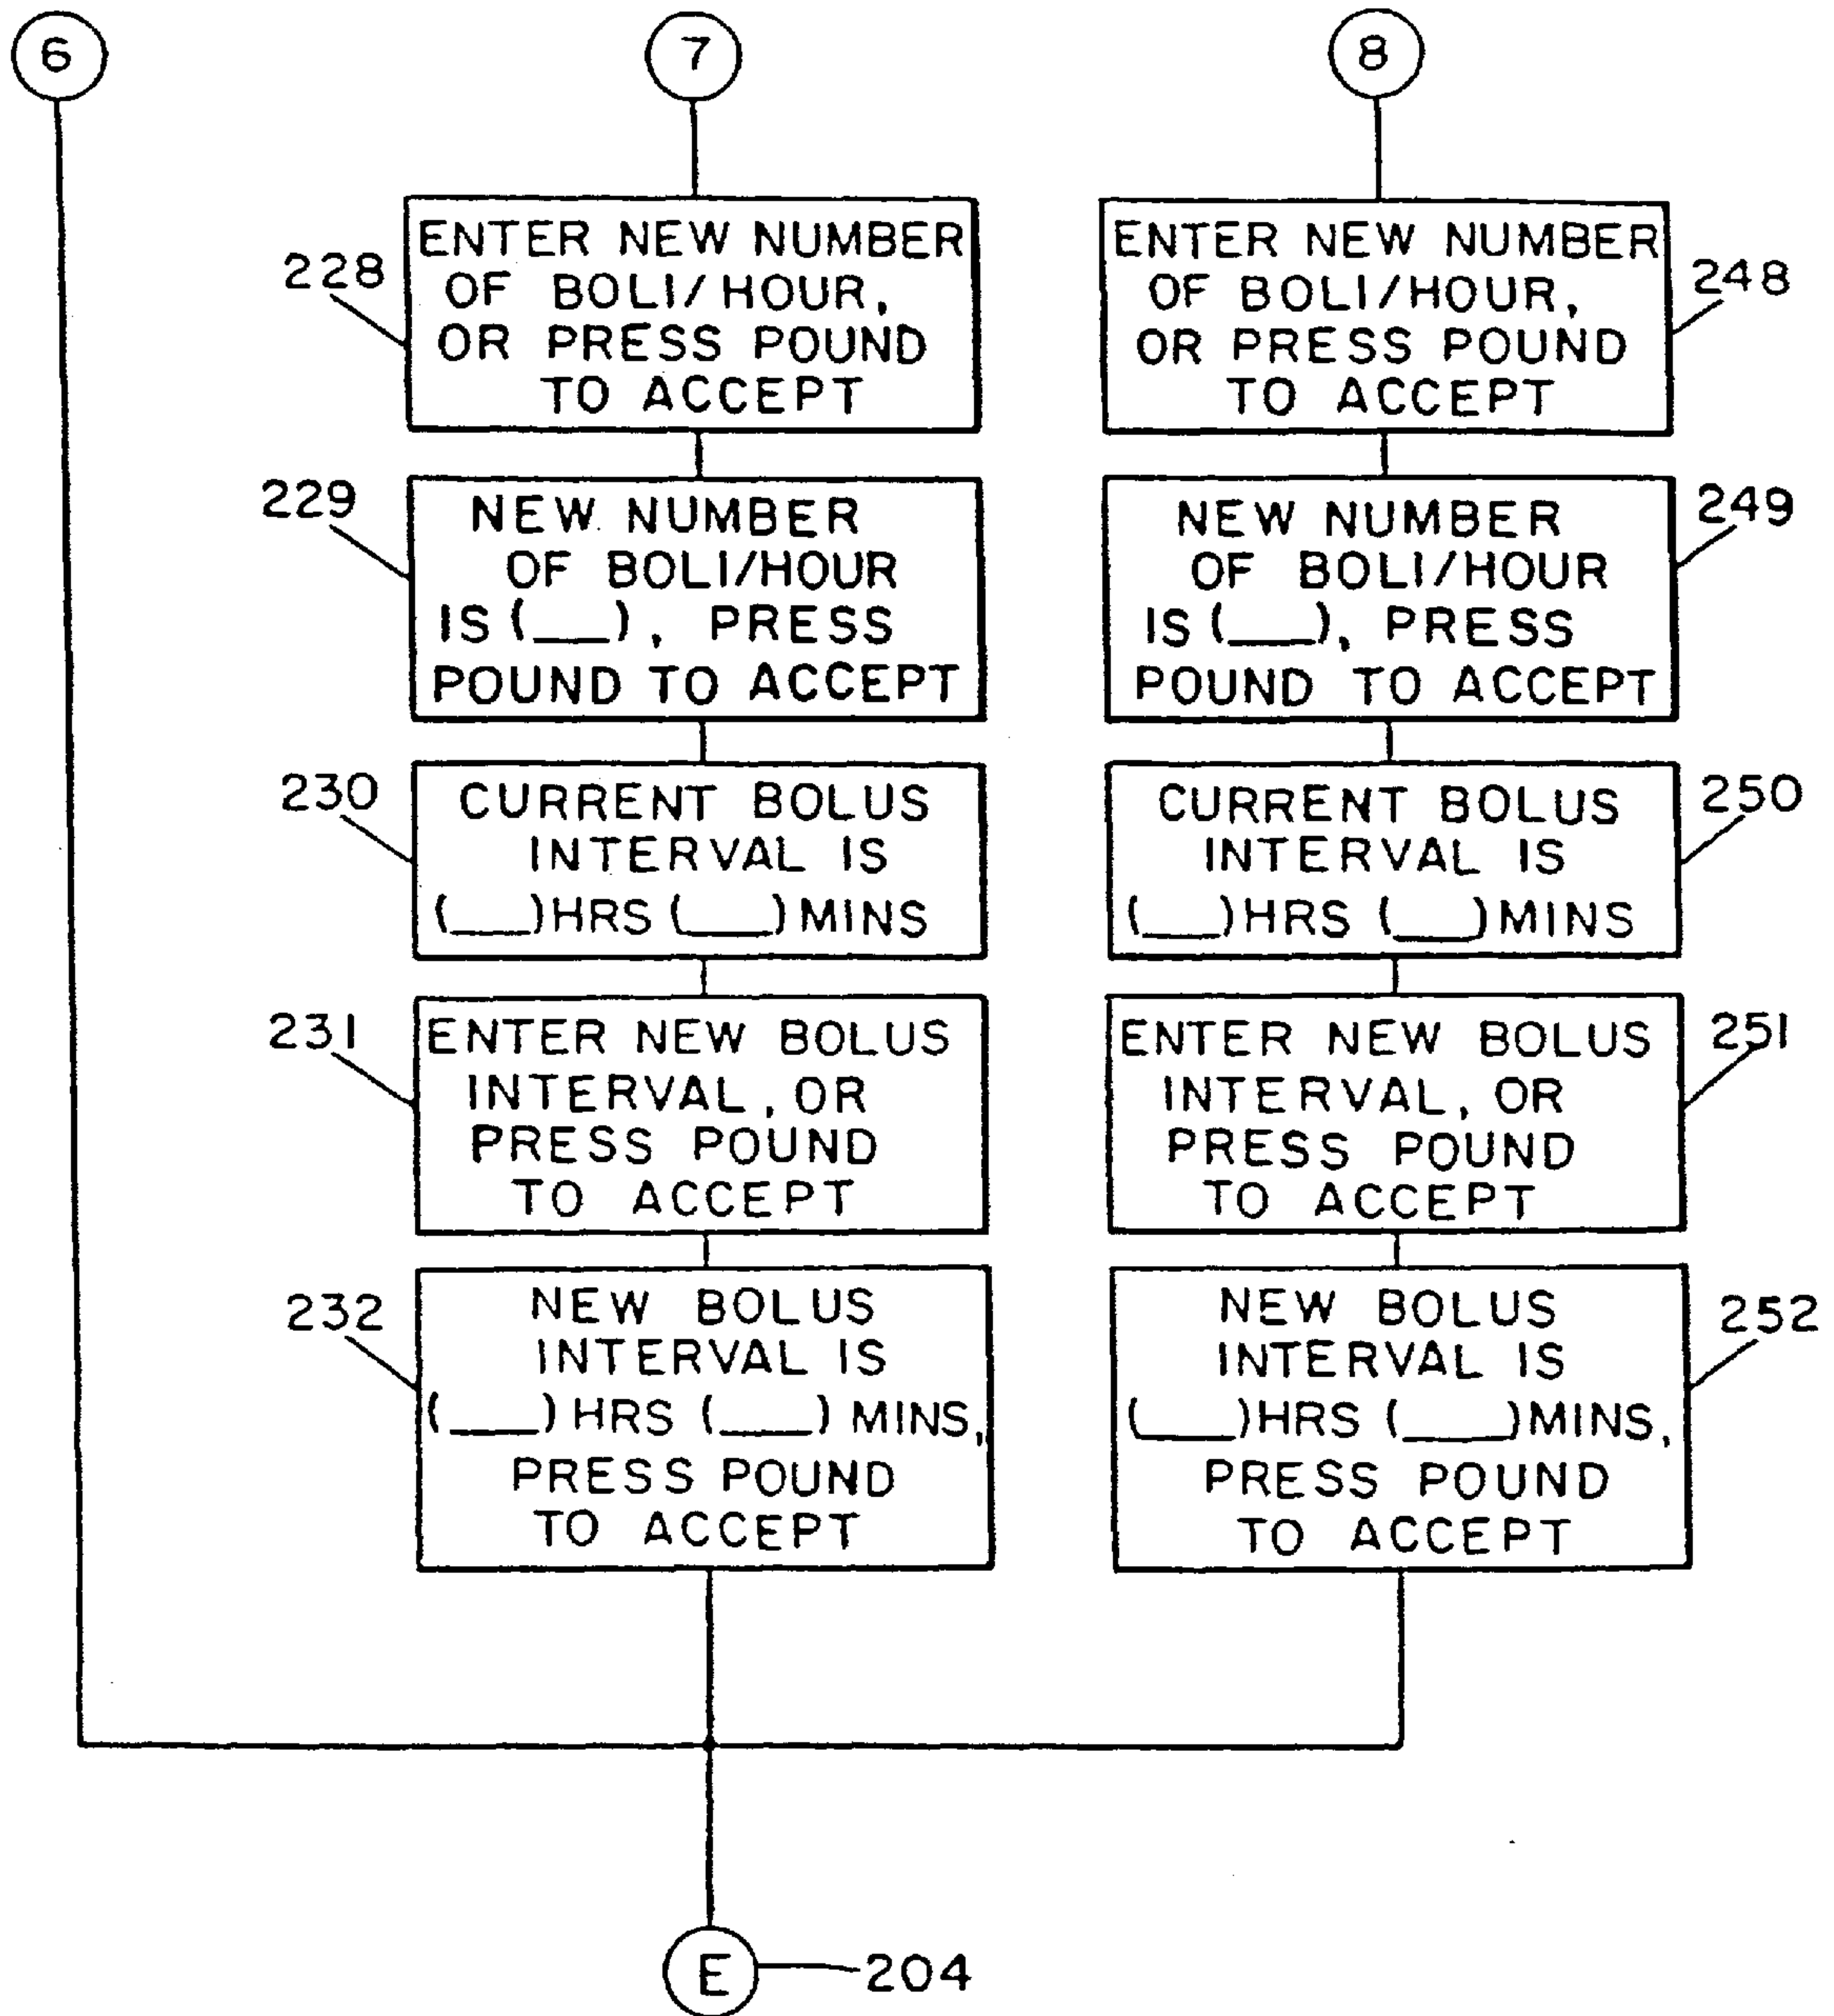 6
7
8
228
ENTER NEW NUMBER
OF BOLI/HOUR,
OR PRESS POUND
TO ACCEPT
ENTER NEW NUMBER
OF BOLI/HOUR,
OR PRESS POUND
TO ACCEPT
248
229
NEW NUMBER
OF BOLI/HOUR
IS (___), PRESS
POUND TO ACCEPT
NEW NUMBER
OF BOLI/HOUR
IS (___), PRESS
POUND TO ACCEPT
249
230
CURRENT BOLUS
INTERVAL IS
(___)HRS (___)MINS
CURRENT BOLUS
INTERVAL IS
(___)HRS (___)MINS
250
231
ENTER NEW BOLUS
INTERVAL, OR
PRESS POUND
TO ACCEPT
ENTER NEW BOLUS
INTERVAL, OR
PRESS POUND
TO ACCEPT
251
232
NEW BOLUS
INTERVAL IS
(___)HRS (___) MINS,
PRESS POUND
TO ACCEPT
NEW BOLUS
INTERVAL IS
(___)HRS (___)MINS,
PRESS POUND
TO ACCEPT
252
E
204